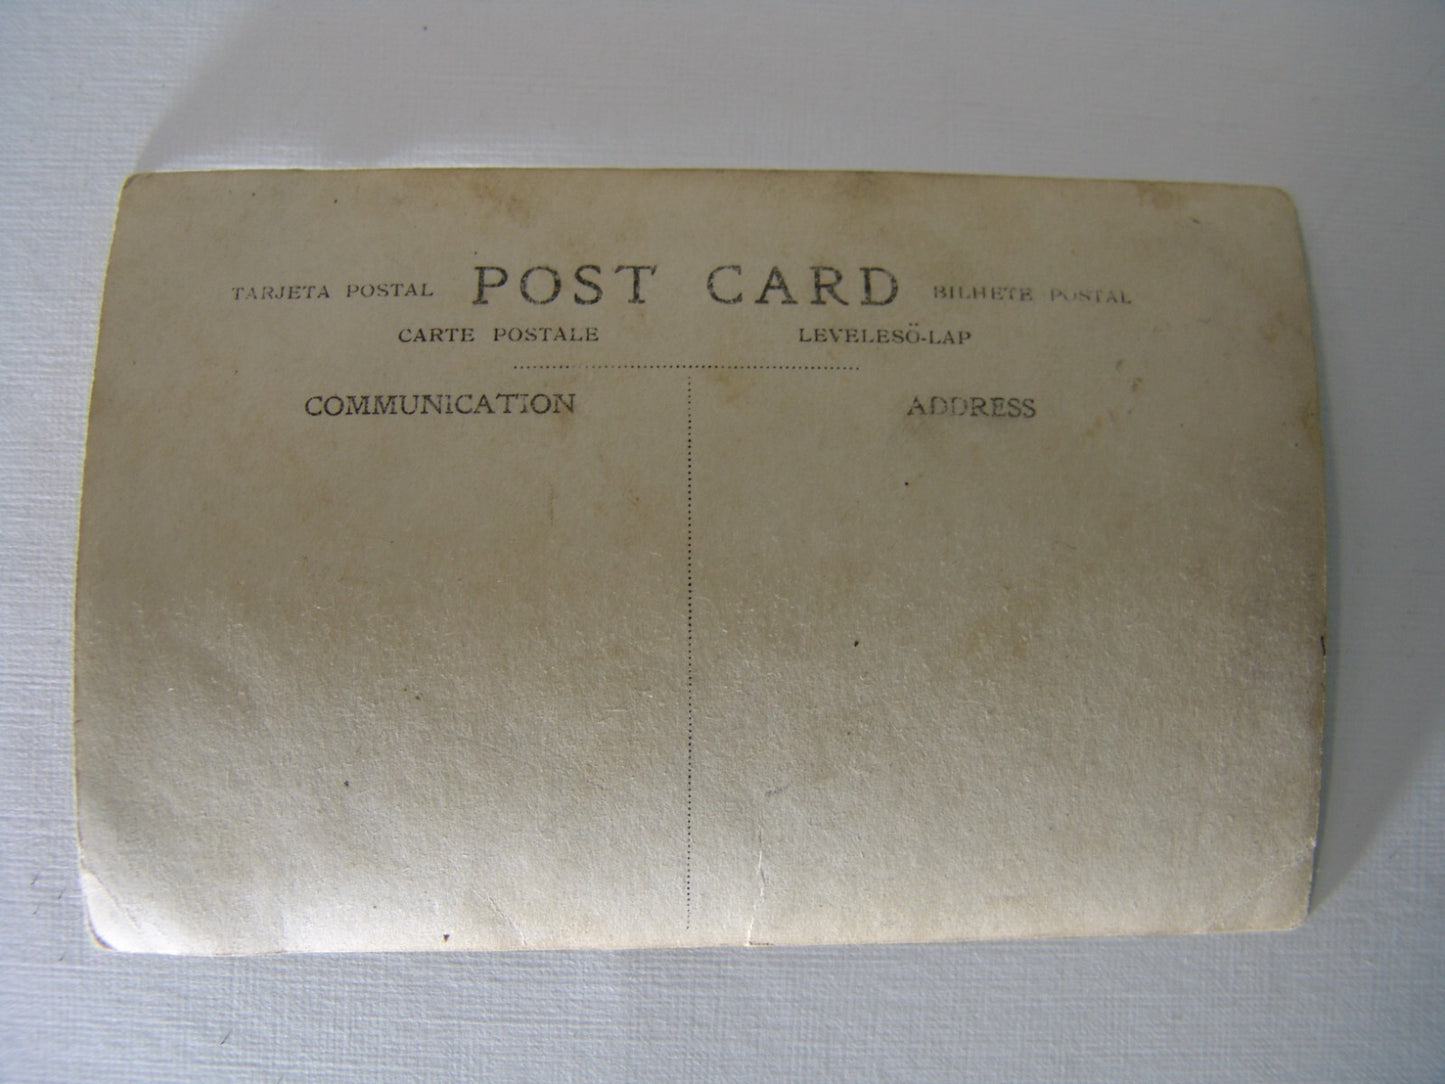 TARJETA POSTAL POST CARD BILHETE POSTAL
CARTE POSTALE LEVELESÖ-LAP
COMMUNICATION ADDRESS